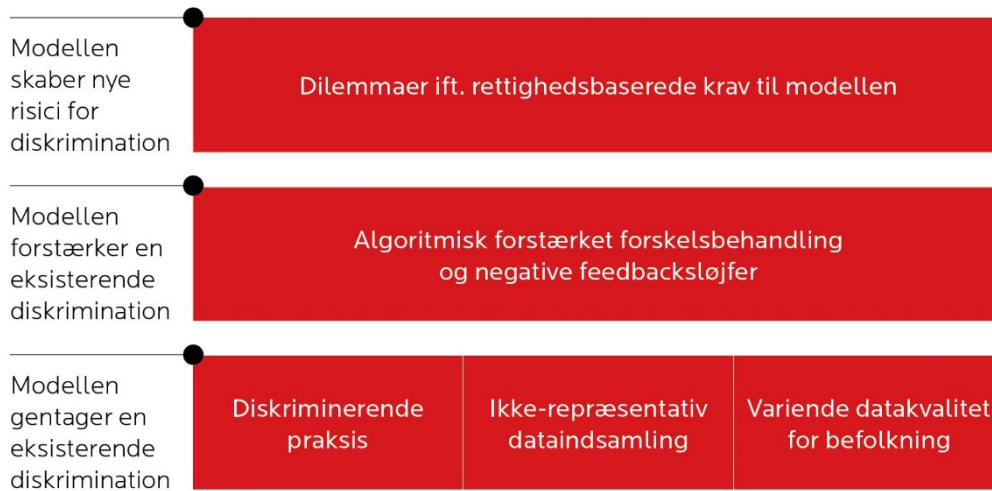 Modellen
skaber nye
risici for
diskrimination
Dilemmaer ift. rettighedsbaserede krav til modellen
Modellen
forstærker en
eksisterende
diskrimination
Algoritmisk forstærket forskelsbehandling
og negative feedbacksløjfer
Modellen
gentager en
eksisterende
diskrimination
Diskriminerende
praksis
Ikke-repræsentativ
dataindsamling
Variende datakvalitet
for befolkning